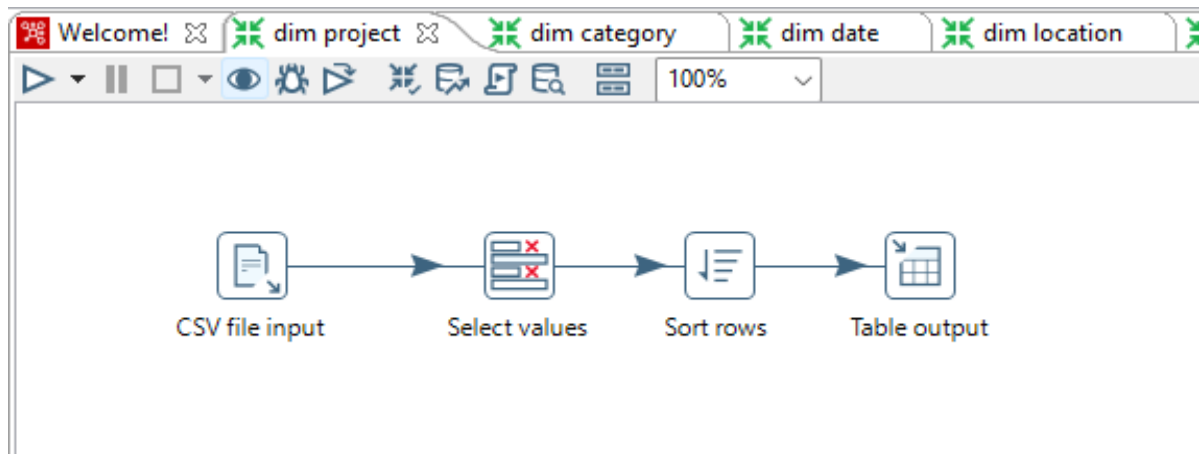 Welcome! dim project dim category dim date dim location
100%
CSV file input Select values Sort rows Table output